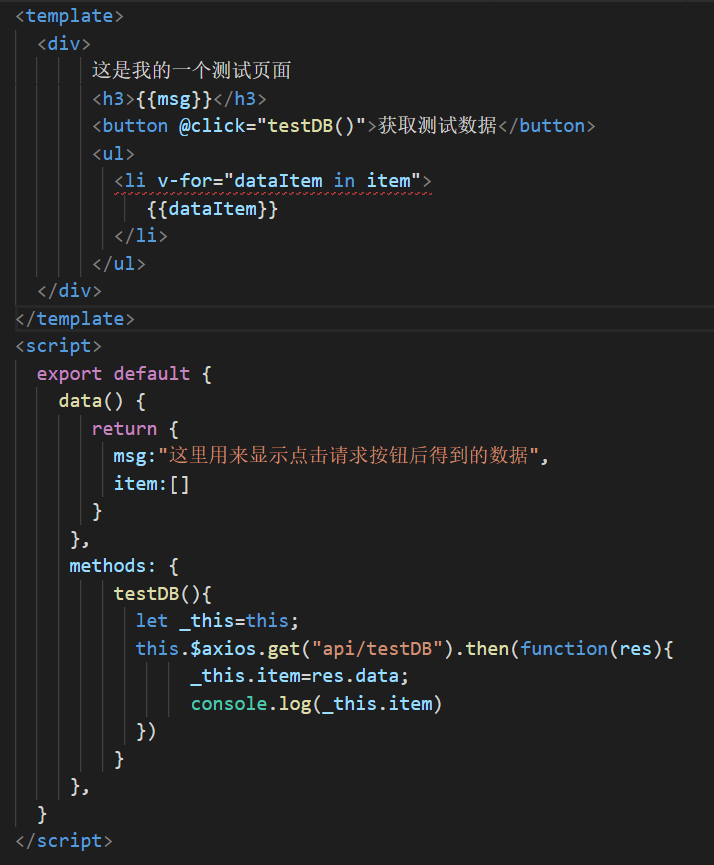 <template>
<div>
这是我的一个测试页面
<h3>{{msg}}</h3>
<button @click="testDB()">获取测试数据</button>
<ul>
<li v-for="dataItem in item">
{{dataItem}}
</li>
</ul>
</div>
</template>
<script>
export default {
data() {
return {
msg:"这里用来显示点击请求按钮后得到的数据",
item:[]
}
},
methods: {
testDB(){
let _this=this;
this.$axios.get("api/testDB").then(function(res){
_this.item=res.data;
console.log(_this.item)
})
}
},
}
</script>